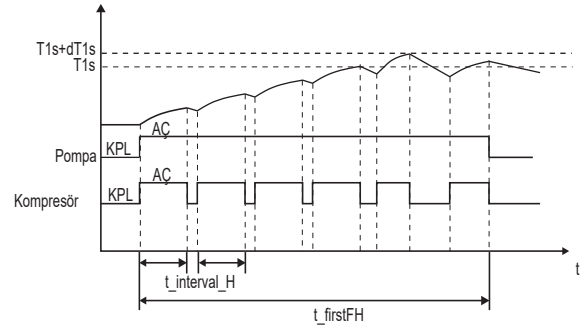 T1s+dT1s
T1s
AÇ
Pompa KPL
AÇ
Kompresör KPL
t
t_interval_H
t_firstFH